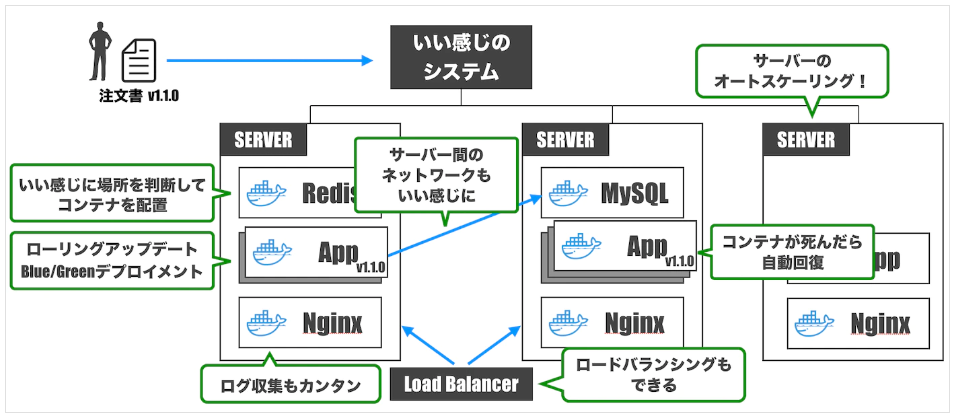 いい感じの
システム
注文書 v1.1.0
サーバーの
オートスケーリング！
SERVER
SERVER
SERVER
サーバー間の
ネットワークも
いい感じに
いい感じに場所を判断して
コンテナを配置
Redis
MySQL
ローリングアップデート
Blue/Greenデプロイメント
App
v1.1.0
App
v1.1.0
コンテナが死んだら
自動回復
App
Nginx
Nginx
Nginx
ログ収集もカンタン
Load Balancer
ロードバランシングも
できる